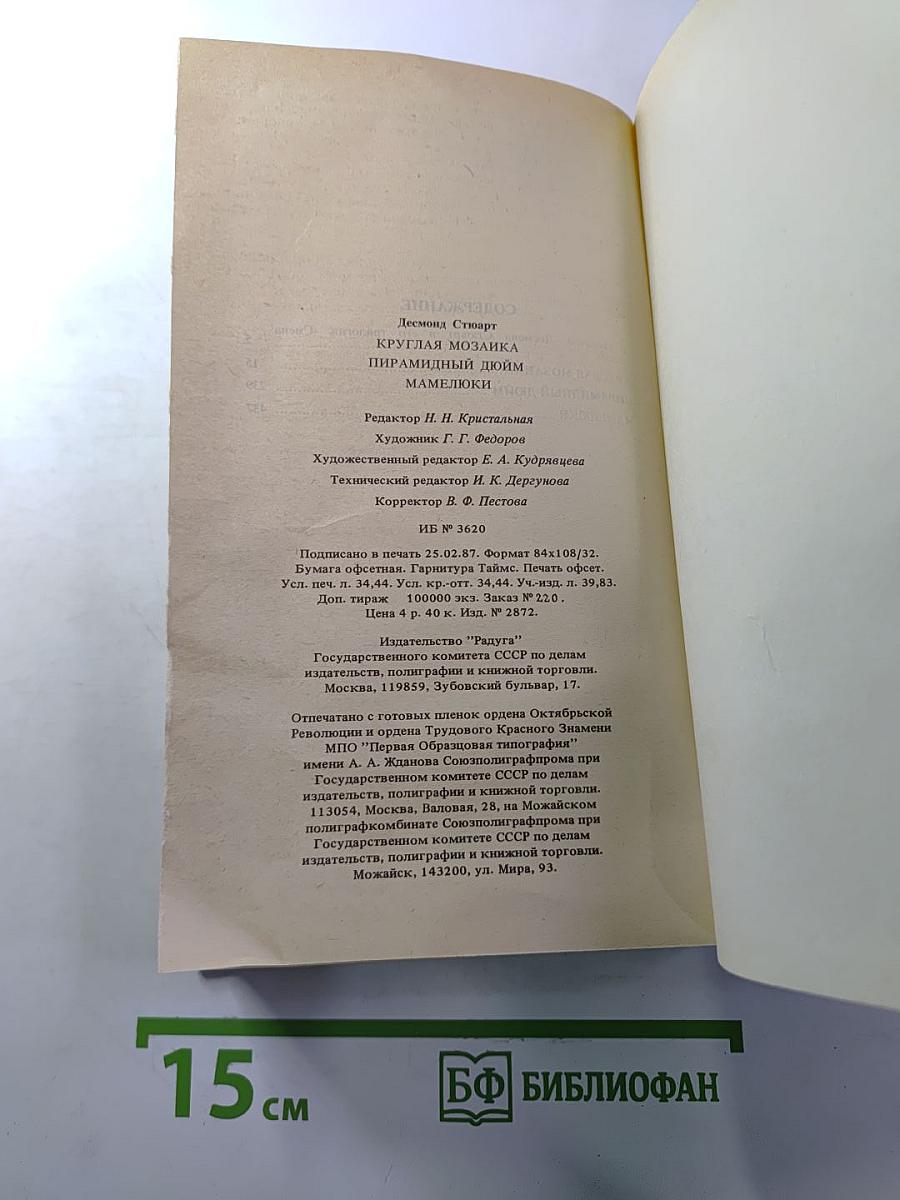 Десмонд Стюарт
КРУГЛАЯ МОЗАИКА
ПИРАМИДНЫЙ ДЮЙМ
МАМЕЛЮКИ
Редактор Н. Н. Кристальная
Художник Г. Г. Федоров
Художественный редактор Е. А. Кудрявцева
Технический редактор И. К. Дергунова
Корректор В. Ф. Пестова
ИБ № 3620
Подписано в печать 25.02.87. Формат 84х108/32.
Бумага офсетная. Гарнитура Таймс. Печать офсет.
Усл. печ. л. 34,44. Усл. кр.-отт. 34,44. Уч.-изд. л. 39,83.
Доп. тираж 100000 экз. Заказ № 220.
Цена 4 р. 40 к. Изд. № 2872.
Издательство "Радуга"
Государственного комитета СССР по делам
издательств, полиграфии и книжной торговли.
Москва, 119859, Зубовский бульвар, 17.
Отпечатано с готовых пленок ордена Октябрьской
Революции и ордена Трудового Красного Знамени
МПО "Первая Образцовая типография"
имени А. А. Жданова Союзполиграфпрома при
Государственном комитете СССР по делам
издательств, полиграфии и книжной торговли.
113054, Москва, Валовая, 28, на Можайском
полиграфкомбинате Союзполиграфпрома при
Государственном комитете СССР по делам
издательств, полиграфии и книжной торговли.
Можайск, 143200, ул. Мира, 93.
15 см
БФ БИБЛИОФАН